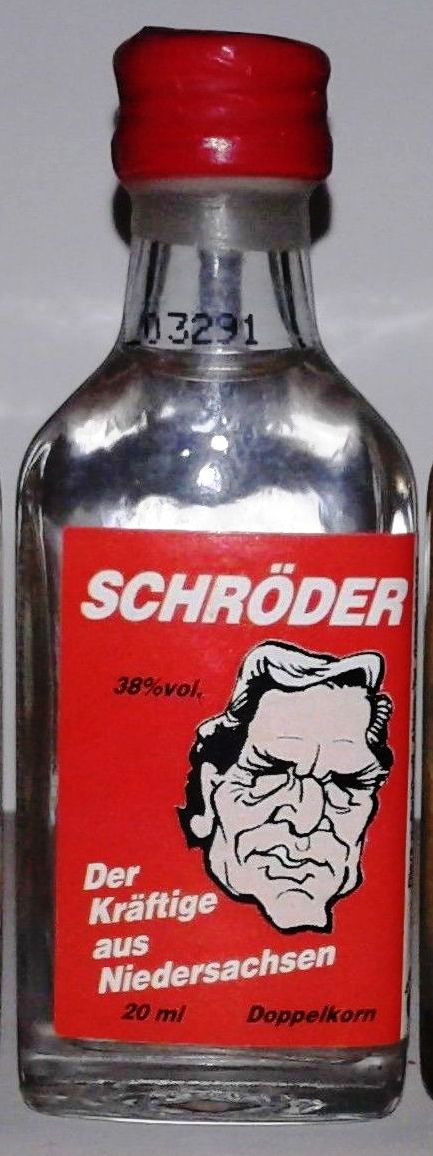 03291
SCHRÖDER
38%vol.
Der
Kräftige
aus
Niedersachsen
20 ml Doppelkorn